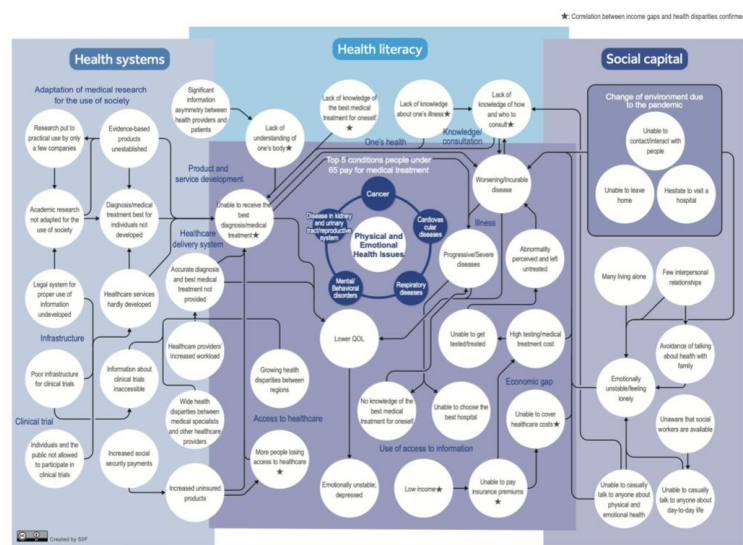 ★: Correlation between income gaps and health disparities confirmed
Health systems
Health literacy
Social capital
Adaptation of medical research
for the use of society
Research put to
practical use by only
a few companies
Evidence-based
products
unestablished
Academic research
not adapted for the
use of society
Diagnosis/medical
treatment best for
individuals not
developed
Legal system for
proper use of
information
undeveloped
Healthcare services
hardly developed
Infrastructure
Poor infrastructure
for clinical trials
Information about
clinical trials
inaccessible
Clinical trial
Individuals and the
public not allowed to
participate in
clinical trials
Increased social
security payments
Increased uninsured
products
Significant
information
asymmetry between
health providers and
patients
Lack of
understanding of
one's body★
Product and
service development
Unable to receive the
best
diagnosis/medical
treatment★
Healthcare
delivery system
Accurate diagnosis
and best medical
treatment not
provided
Healthcare providers'
increased workload
Wide health
disparities between
medical specialists
and other healthcare
providers
Growing health
disparities between
regions
Access to healthcare
More people losing
access to healthcare
★
Lack of knowledge of
the best medical
treatment for oneself
★
Lack of knowledge
about one's illness★
Lack of knowledge
of how
and who to
consult★
One's health
Knowledge/
consultation
Top 5 conditions people under
65 pay for medical treatment
Cancer
Cardiovas
cular
diseases
Respiratory
diseases
Mental/
Behavioral
disorders
Disease in kidney
and urinary
tract/reproductive
system
Physical and
Emotional
Health Issues
Worsening/Incurable
disease
Illness
Progressive/Severe
diseases
Abnormality
perceived and left
untreated
Lower QOL
Unable to get
tested/treated
High testing/medical
treatment cost
Economic gap
No knowledge of the
best medical
treatment for oneself
Unable to choose the
best hospital
Unable to cover
healthcare costs★
Use of access to information
Emotionally unstable;
depressed
Low income★
Unable to pay
insurance premiums
★
Change of environment due
to the pandemic
Unable to
contact/interact with
people
Unable to leave
home
Hesitate to visit a
hospital
Many living alone
Few interpersonal
relationships
Avoidance of talking
about health with
family
Emotionally
unstable/feeling
lonely
Unaware that social
workers are available
Unable to casually
talk to anyone about
physical and
emotional health
Unable to casually
talk to anyone about
day-to-day life
cc
BY
Created by SIIF